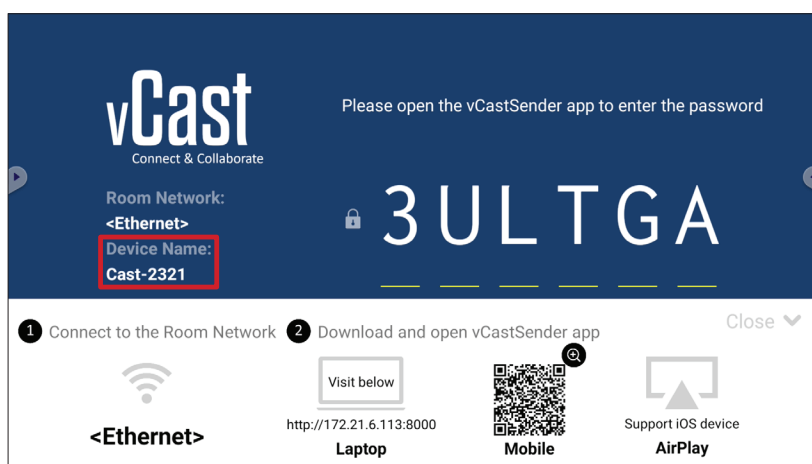 vCast
Connect & Collaborate
Please open the vCastSender app to enter the password
Room Network:
<Ethernet>
Device Name:
Cast-2321
3ULTGA
1 Connect to the Room Network
2 Download and open vCastSender app
Close
<Ethernet>
Visit below
http://172.21.6.113:8000
Laptop
Mobile
Support iOS device
AirPlay